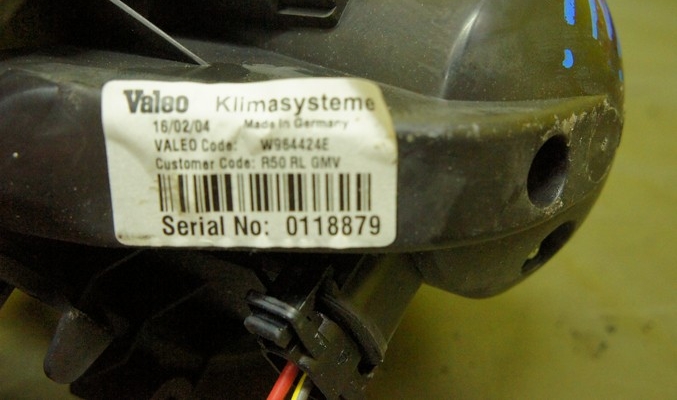 Valeo Klimasysteme
16/02/04 Made in Germany
VALEO Code: W964424E
Customer Code: R50 RL GMV
Serial No: 0118879